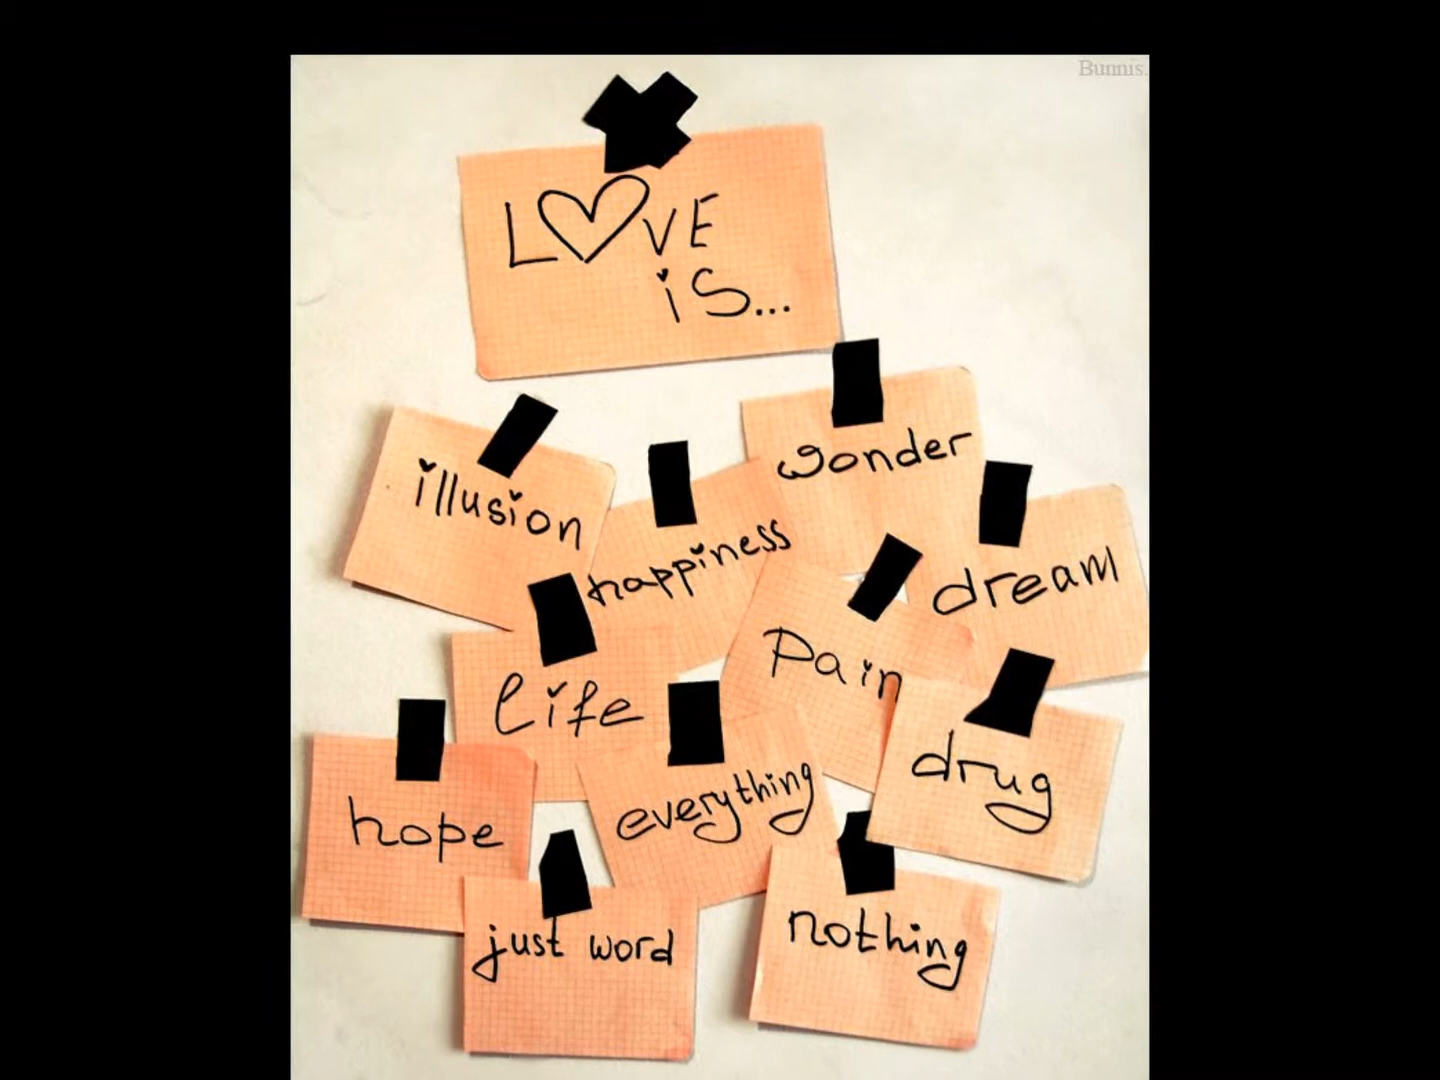 Bunnis.
LOVE
is...
wonder
illusion
happiness
dream
Pain
life
drug
everything
hope
nothing
just word